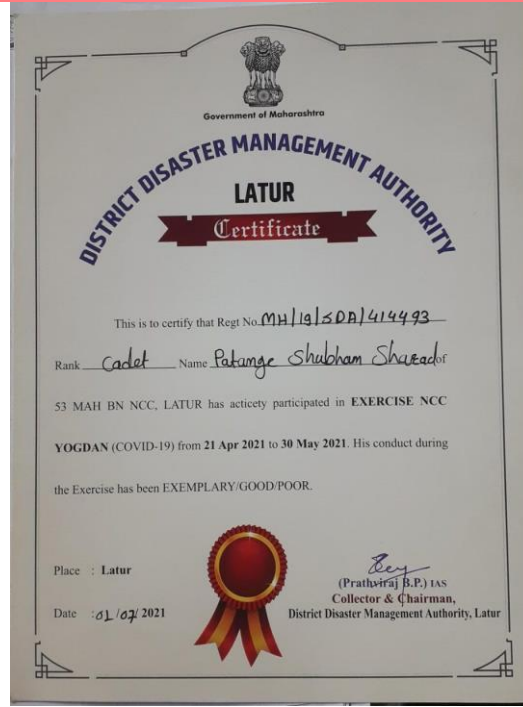 Government of Maharashtra
DISTRICT DISASTER MANAGEMENT AUTHORITY
LATUR
Certificate
This is to certify that Regt No. MH/19/SDA/414493
Rank Cadet Name Patange Shubham Sharad of
53 MAH BN NCC, LATUR has acticety participated in EXERCISE NCC
YOGDAN (COVID-19) from 21 Apr 2021 to 30 May 2021. His conduct during
the Exercise has been EXEMPLARY/GOOD/POOR.
Place : Latur
(Prathviraj B.P.) IAS
Collector & Chairman,
Date : 01/07/2021
District Disaster Management Authority, Latur